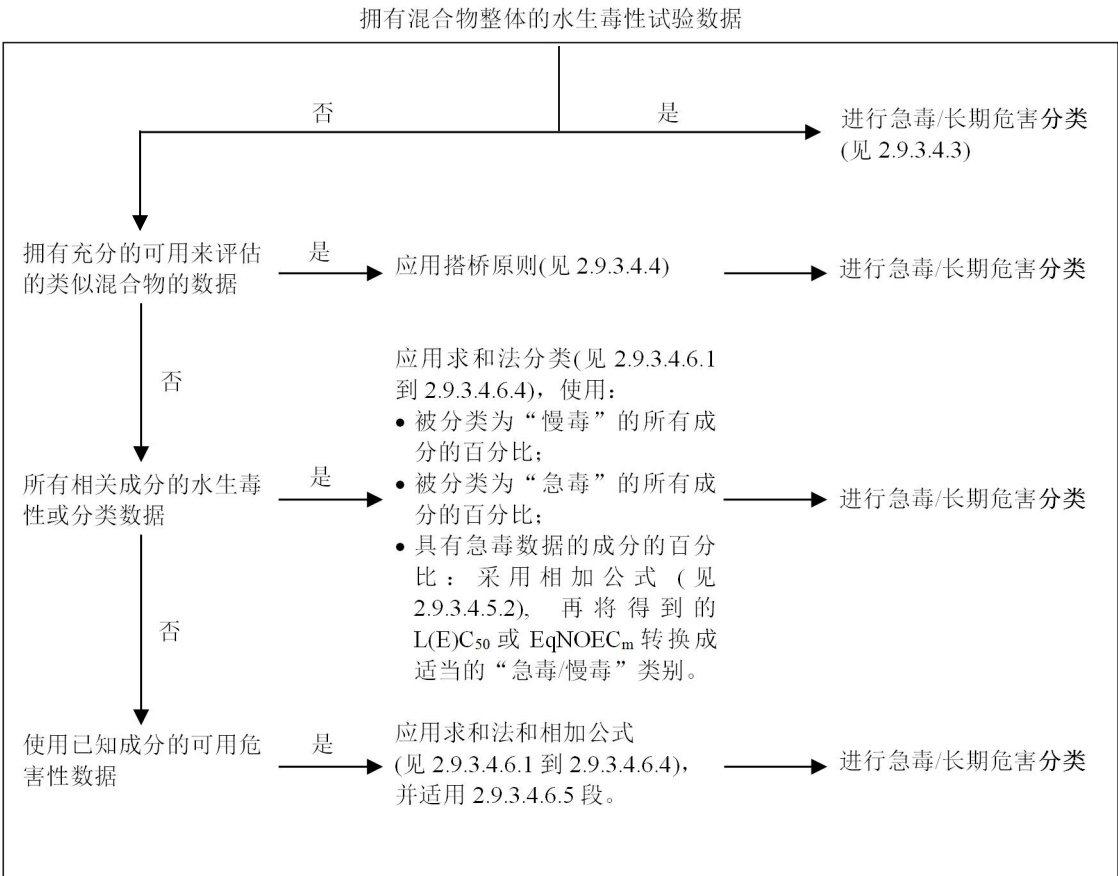 拥有混合物整体的水生毒性试验数据
否
是
进行急毒/长期危害分类
(见 2.9.3.4.3)
拥有充分的可用来评估
的类似混合物的数据
是
应用搭桥原则(见 2.9.3.4.4)
进行急毒/长期危害分类
否
应用求和法分类(见 2.9.3.4.6.1
到 2.9.3.4.6.4)，使用：
• 被分类为“慢毒”的所有成
分的百分比；
• 被分类为“急毒”的所有成
分的百分比；
• 具有急毒数据的成分的百分
比：采用相加公式 (见
2.9.3.4.5.2), 再将得到的
L(E)C₅₀ 或 EqNOECₘ 转换成
适当的“急毒/慢毒”类别。
所有相关成分的水生毒
性或分类数据
是
进行急毒/长期危害分类
否
使用已知成分的可用危
害性数据
是
应用求和法和相加公式
(见 2.9.3.4.6.1 到 2.9.3.4.6.4)，
并适用 2.9.3.4.6.5 段。
进行急毒/长期危害分类